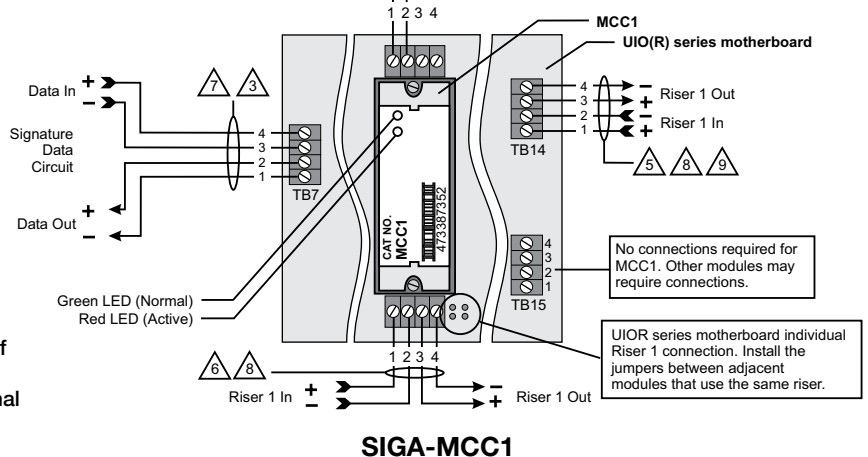 1 2 3 4
MCC1
UIO(R) series motherboard
Data In
+
−
7
3
Signature
Data
Circuit
4
3
2
1
TB7
Data Out
+
−
4
3
2
1
−
Riser 1 Out
+
−
Riser 1 In
+
TB14
5
8
9
CAT NO.
MCC1
473387352
4
3
2
1
TB15
No connections required for
MCC1. Other modules may
require connections.
Green LED (Normal)
Red LED (Active)
UIOR series motherboard individual
Riser 1 connection. Install the
jumpers between adjacent
modules that use the same riser.
f
nal
6
8
1 2 3 4
Riser 1 In
+
−
−
+
Riser 1 Out
SIGA-MCC1